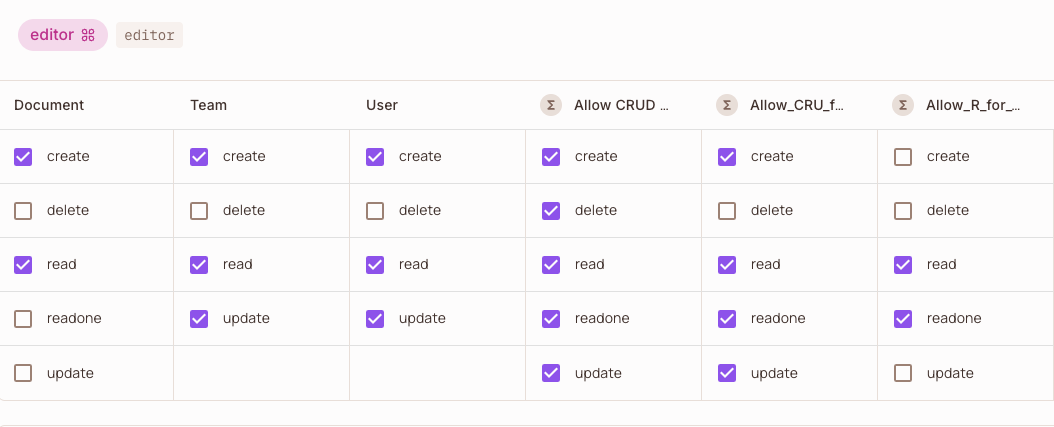 editor editor
Document Team User Σ Allow CRUD ... Σ Allow_CRU_f... Σ Allow_R_for_...
create create create create create create
delete delete delete delete delete delete
read read read read read read
readone update update readone readone readone
update update update update